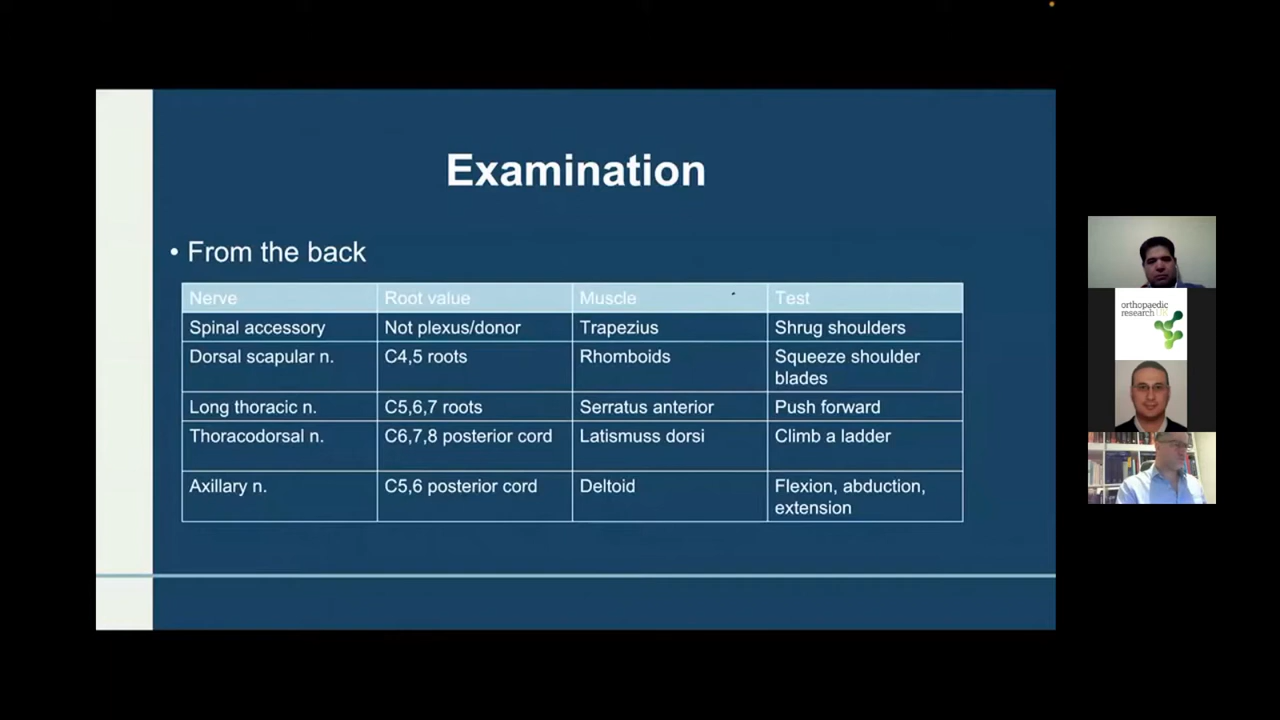 Examination
• From the back
Nerve Root value Muscle Test
Spinal accessory Not plexus/donor Trapezius Shrug shoulders
Dorsal scapular n. C4,5 roots Rhomboids Squeeze shoulder
blades
Long thoracic n. C5,6,7 roots Serratus anterior Push forward
Thoracodorsal n. C6,7,8 posterior cord Latismuss dorsi Climb a ladder
Axillary n. C5,6 posterior cord Deltoid Flexion, abduction,
extension
orthopaedic
research UK